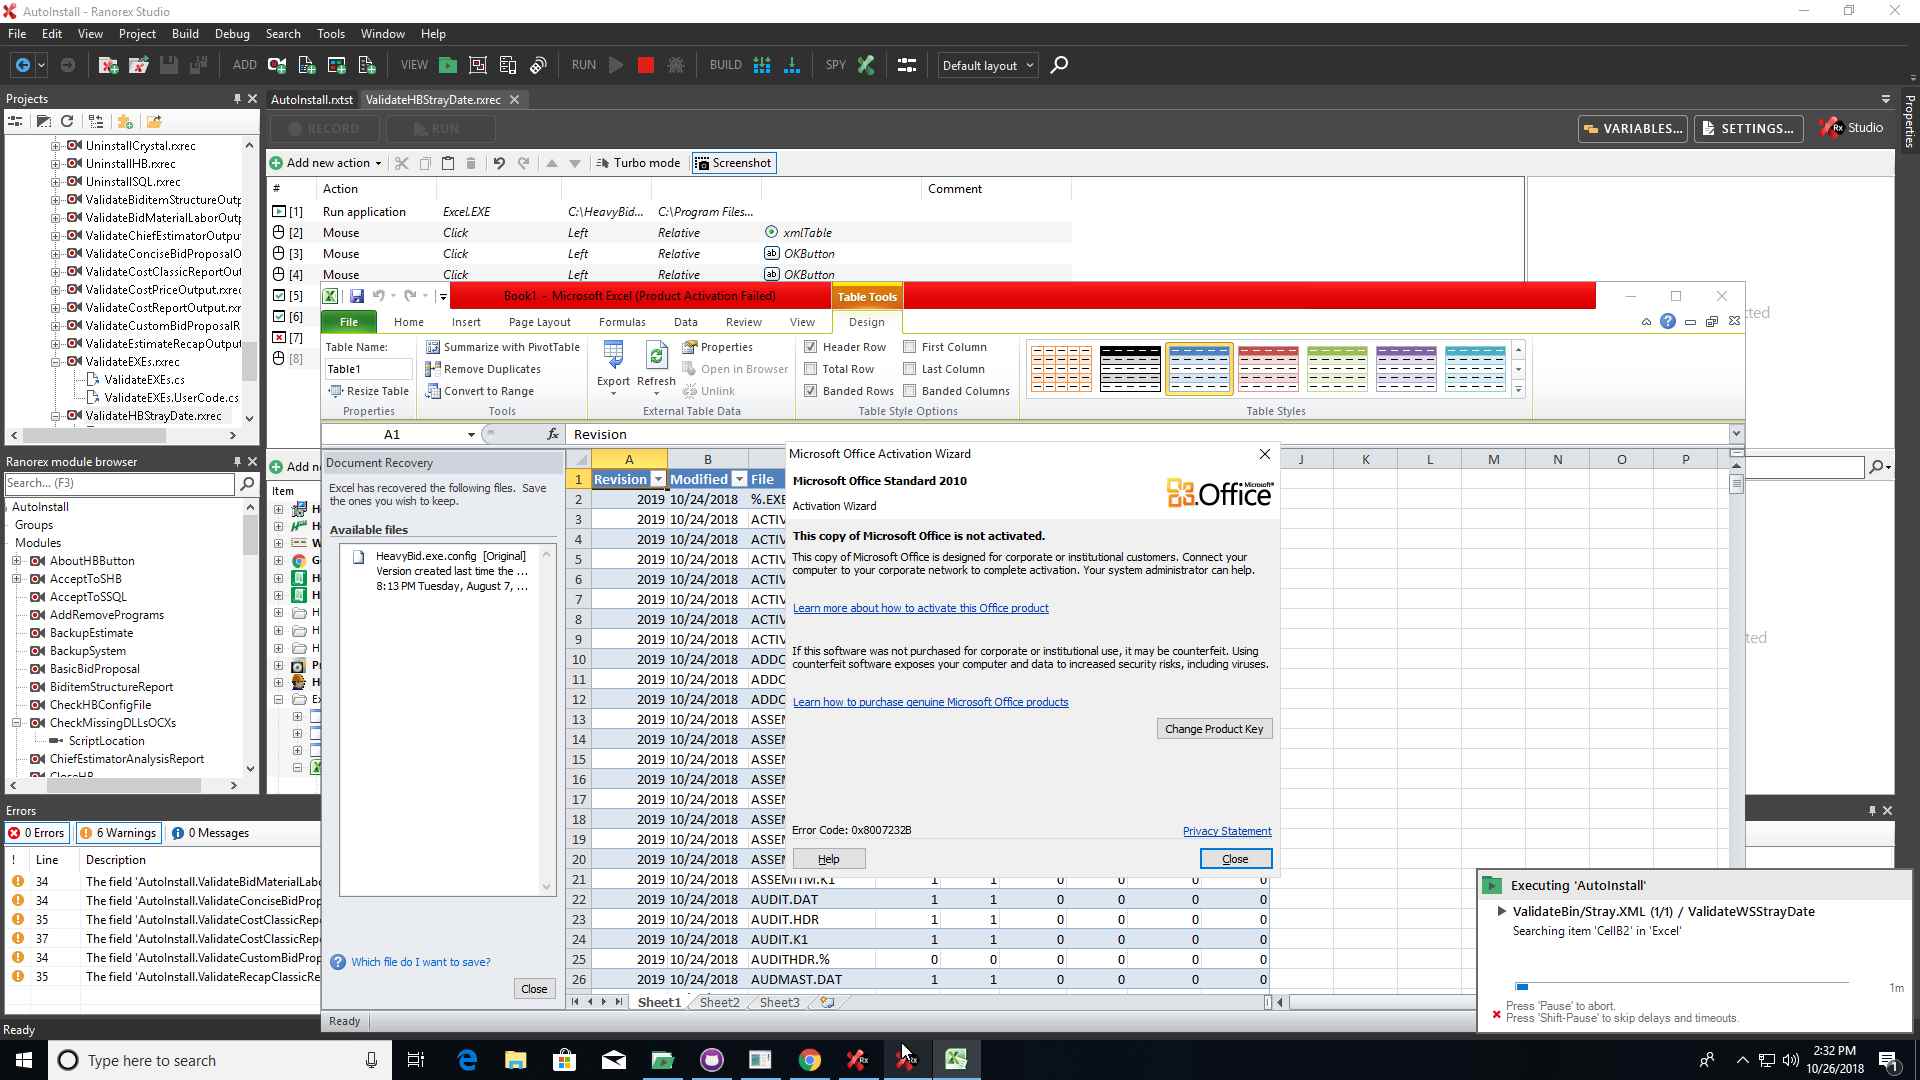 AutoInstall - Ranorex Studio
File Edit View Project Build Debug Search Tools Window Help
ADD VIEW RUN BUILD SPY Default layout
Projects
AutoInstall.rxtst ValidateHBStrayDate.rxrec
Properties
RECORD RUN VARIABLES... SETTINGS... Rx Studio
UninstallCrystal.rxrec
UninstallHB.rxrec
UninstallSQL.rxrec
ValidateBiditemStructureOutp
ValidateBidMaterialLaborOutp
ValidateChiefEstimatorOutpu
ValidateConciseBidProposalO
ValidateCostClassicReportOut
ValidateCostPriceOutput.rxrec
ValidateCostReportOutput.rxr
ValidateCustomBidProposalR
ValidateEstimateRecapOutput
ValidateEXEs.rxrec
ValidateEXEs.cs
ValidateEXEs.UserCode.cs
ValidateHBStrayDate.rxrec
Add new action Turbo mode Screenshot
# Action Comment
[1] Run application Excel.EXE C:\HeavyBid... C:\Program Files...
[2] Mouse Click Left Relative xmlTable
[3] Mouse Click Left Relative OKButton
[4] Mouse Click Left Relative OKButton
[5]
[6]
[7]
[8]
Book1 - Microsoft Excel (Product Activation Failed) Table Tools
File Home Insert Page Layout Formulas Data Review View Design
Table Name:
Table1
Resize Table
Properties
Summarize with PivotTable
Remove Duplicates
Convert to Range
Tools
Export Refresh
Properties
Open in Browser
Unlink
External Table Data
Header Row First Column
Total Row Last Column
Banded Rows Banded Columns
Table Style Options
Table Styles
cted
A1 fx Revision
Ranorex module browser
Search... (F3)
AutoInstall
Groups
Modules
AboutHBButton
AcceptToSHB
AcceptToSSQL
AddRemovePrograms
BackupEstimate
BackupSystem
BasicBidProposal
BiditemStructureReport
CheckHBConfigFile
CheckMissingDLLsOCXs
ScriptLocation
ChiefEstimatorAnalysisReport
CloseHB
Add ne
Item
Document Recovery
Excel has recovered the following files. Save
the ones you wish to keep.
Available files
HeavyBid.exe.config [Original]
Version created last time the ...
8:13 PM Tuesday, August 7, ...
Which file do I want to save?
Close
A B J K L M N O P
1 Revision Modified File
2 2019 10/24/2018 %.EXE
3 2019 10/24/2018 ACTIV
4 2019 10/24/2018 ACTIV
5 2019 10/24/2018 ACTIV
6 2019 10/24/2018 ACTIV
7 2019 10/24/2018 ACTIV
8 2019 10/24/2018 ACTIV
9 2019 10/24/2018 ACTIV
10 2019 10/24/2018 ADDC
11 2019 10/24/2018 ADDC
12 2019 10/24/2018 ADDC
13 2019 10/24/2018 ASSEM
14 2019 10/24/2018 ASSEM
15 2019 10/24/2018 ASSEM
16 2019 10/24/2018 ASSEM
17 2019 10/24/2018 ASSEM
18 2019 10/24/2018 ASSEM
19 2019 10/24/2018 ASSEM
20 2019 10/24/2018 ASSEM
21 2019 10/24/2018 ASSEMITM.K1 1 1 0 0 0 0
22 2019 10/24/2018 AUDIT.DAT 1 1 0 0 0 0
23 2019 10/24/2018 AUDIT.HDR 1 1 0 0 0 0
24 2019 10/24/2018 AUDIT.K1 1 1 0 0 0 0
25 2019 10/24/2018 AUDITHDR.% 0 0 0 0 0 0
26 2019 10/24/2018 AUDMAST.DAT 1 1 0 0 0 0
Sheet1 Sheet2 Sheet3
Ready
Microsoft Office Activation Wizard
Microsoft Office Standard 2010
Activation Wizard
Microsoft Office
This copy of Microsoft Office is not activated.
This copy of Microsoft Office is designed for corporate or institutional customers. Connect your
computer to your corporate network to complete activation. Your system administrator can help.
Learn more about how to activate this Office product
If this software was not purchased for corporate or institutional use, it may be counterfeit. Using
counterfeit software exposes your computer and data to increased security risks, including viruses.
Learn how to purchase genuine Microsoft Office products
Change Product Key
Error Code: 0x8007232B
Privacy Statement
Help Close
ted
Errors
0 Errors 6 Warnings 0 Messages
! Line Description
34 The field 'AutoInstall.ValidateBidMaterialLabo
34 The field 'AutoInstall.ValidateConciseBidPropo
35 The field 'AutoInstall.ValidateCostClassicRepo
37 The field 'AutoInstall.ValidateCostClassicRepo
34 The field 'AutoInstall.ValidateCustomBidProp
35 The field 'AutoInstall.ValidateRecapClassicRe
Ready
Executing 'AutoInstall'
ValidateBin/Stray.XML (1/1) / ValidateWSStrayDate
Searching item 'CellB2' in 'Excel'
1m
Press 'Pause' to abort.
Press 'Shift-Pause' to skip delays and timeouts.
Type here to search
2:32 PM
10/26/2018
1